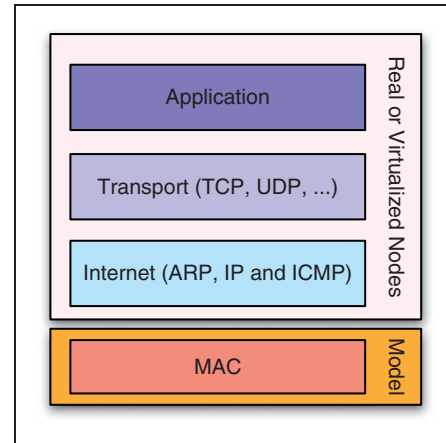 Application
Transport (TCP, UDP, ...)
Internet (ARP, IP and ICMP)
Real or Virtualized Nodes
MAC
Model